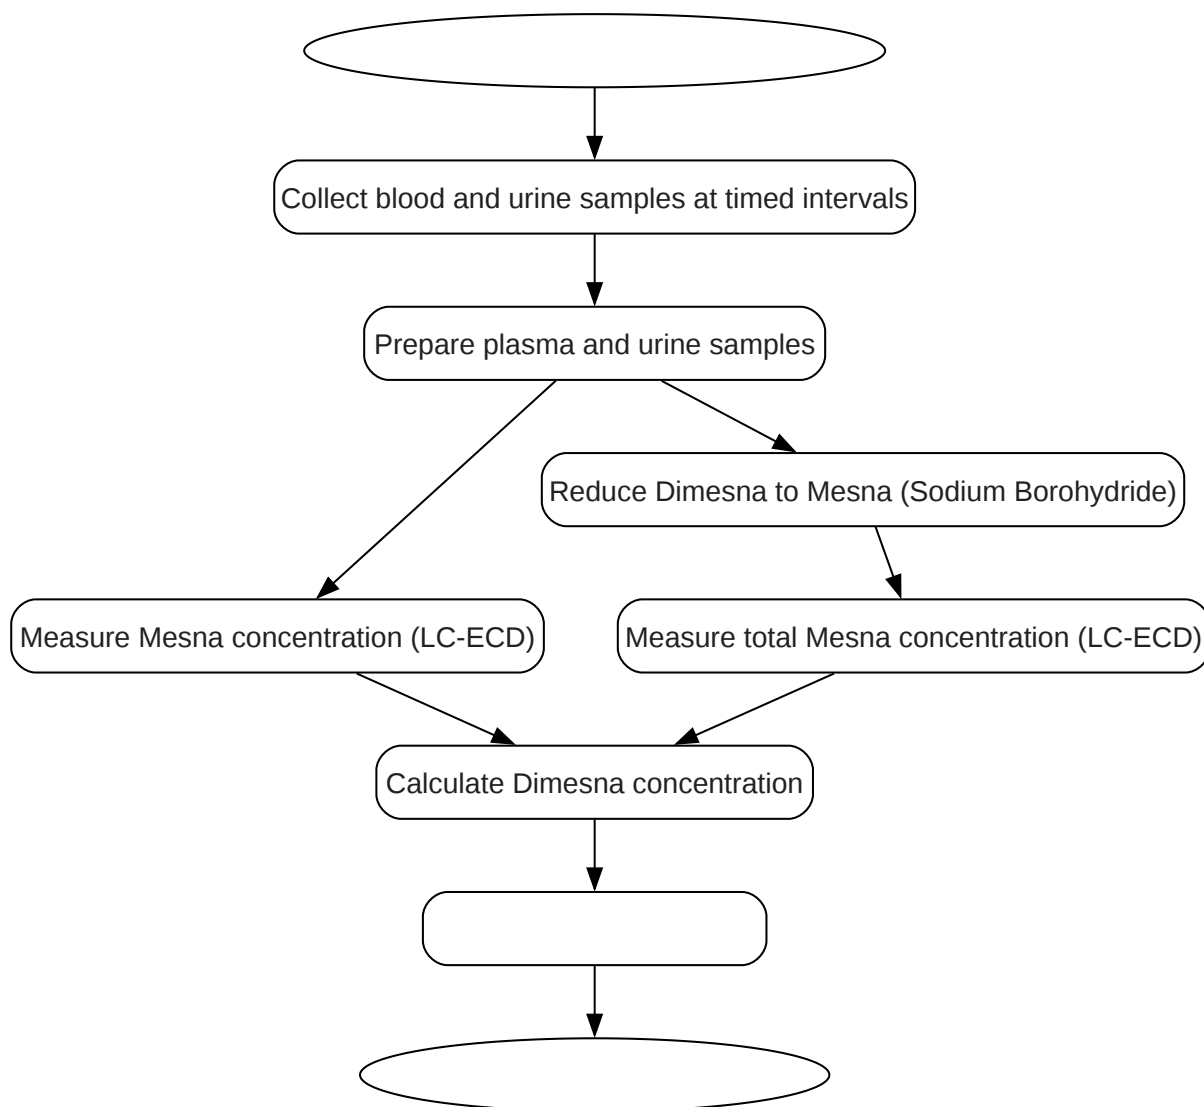 Collect blood and urine samples at timed intervals
Prepare plasma and urine samples
Reduce Dimesna to Mesna (Sodium Borohydride)
Measure Mesna concentration (LC-ECD)
Measure total Mesna concentration (LC-ECD)
Calculate Dimesna concentration